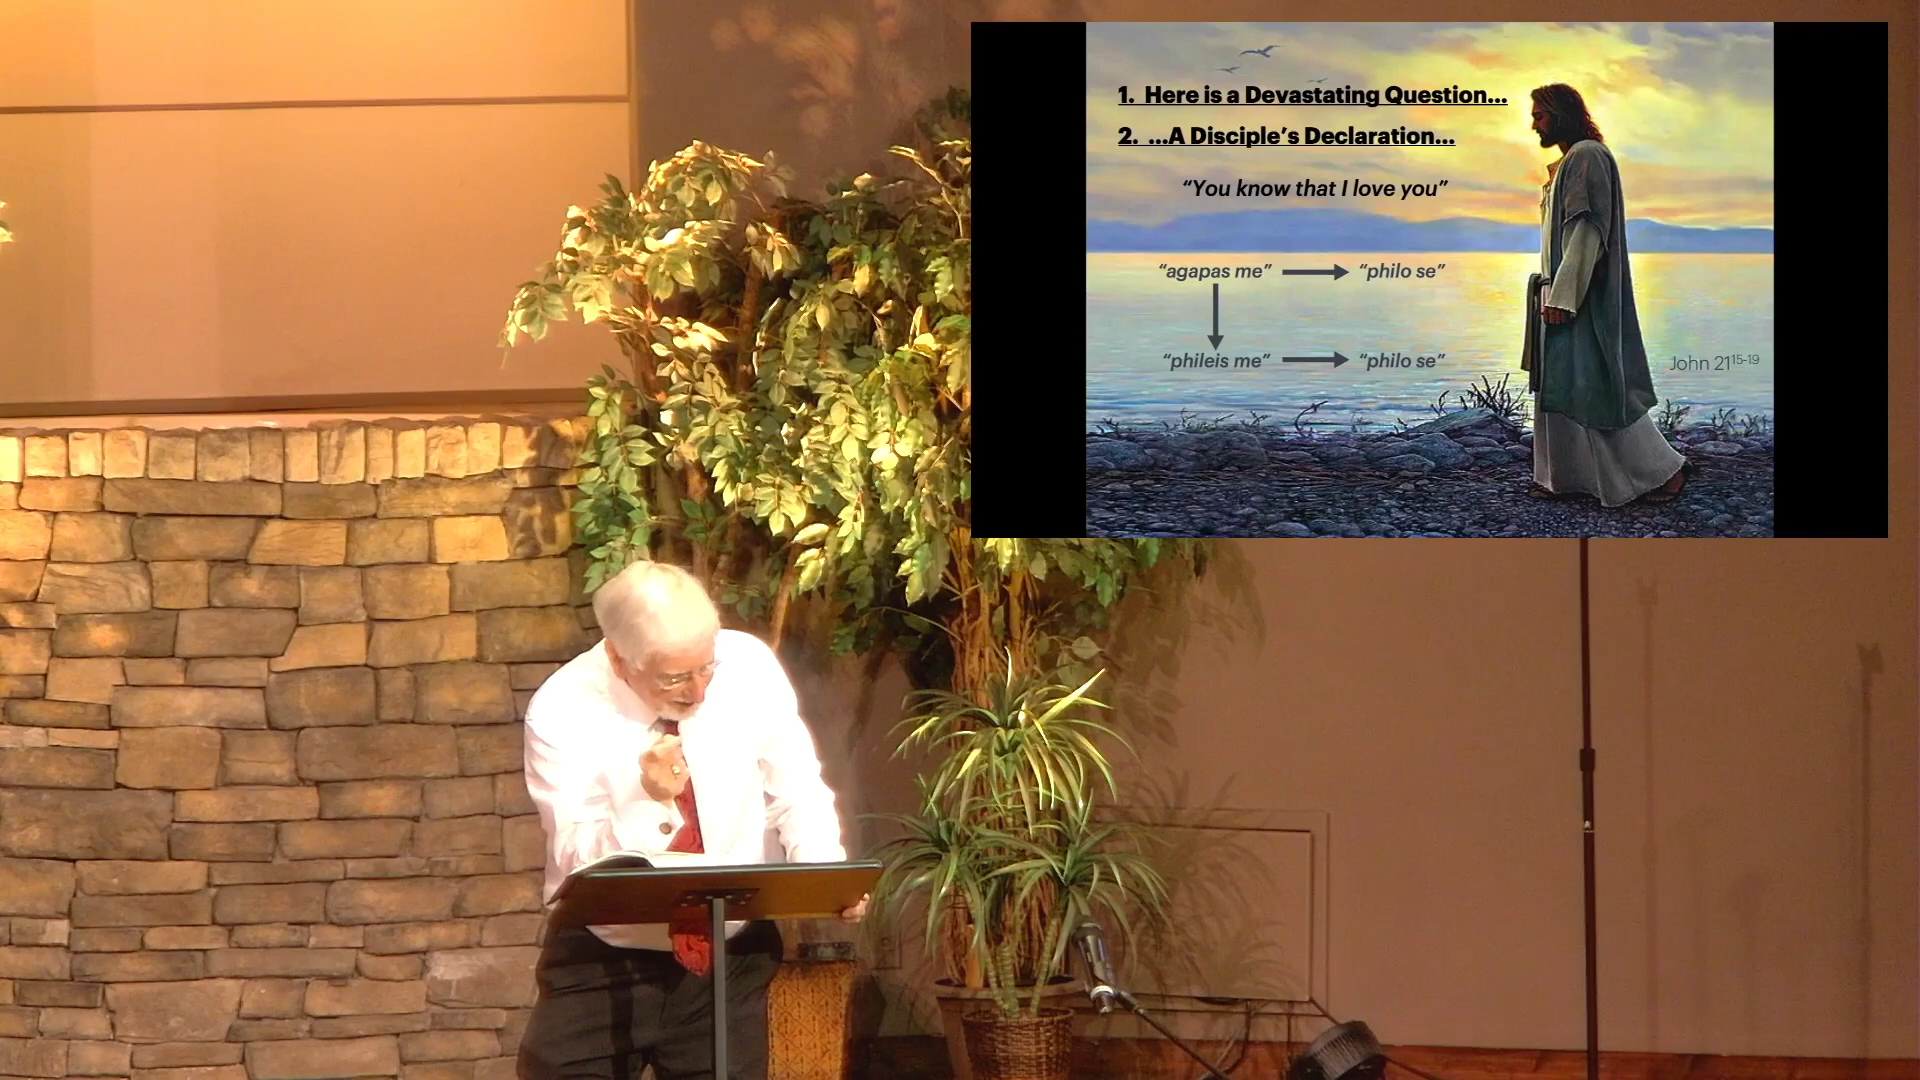 1. Here is a Devastating Question...
2. ...A Disciple's Declaration...
"You know that I love you"
"agapas me" "philo se"
"phileis me" "philo se"
John 21¹⁵⁻¹⁹